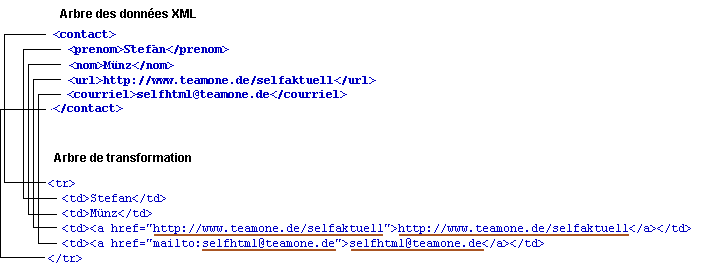 Arbre des données XML
<contact>
<prenom>Stefan</prenom>
<nom>Münz</nom>
<url>http://www.teamone.de/selfaktuell</url>
<courriel>selfhtml@teamone.de</courriel>
</contact>
Arbre de transformation
<tr>
<td>Stefan</td>
<td>Münz</td>
<td><a href="http://www.teamone.de/selfaktuell">http://www.teamone.de/selfaktuell</a></td>
<td><a href="mailto:selfhtml@teamone.de">selfhtml@teamone.de</a></td>
</tr>